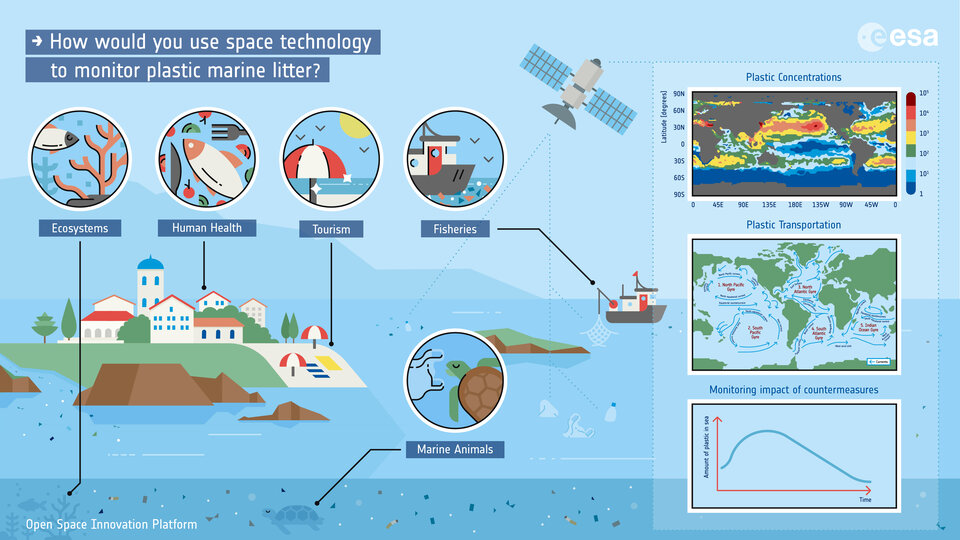 → How would you use space technology
to monitor plastic marine litter?
esa
Ecosystems
Human Health
Tourism
Fisheries
Marine Animals
Open Space Innovation Platform
Plastic Concentrations
Latitude [degrees]
90N
60N
30N
0
30S
60S
90S
0 45E 90E 135E 180E 135W 90W 45W 0
10⁵
10⁴
10³
10²
10¹
1
Plastic Transportation
1. North Pacific
Gyre
2. South
Pacific
Gyre
3. North
Atlantic Gyre
4. South
Atlantic
Gyre
5. Indian
Ocean Gyre
Currents
Monitoring impact of countermeasures
Amount of plastic in sea
Time